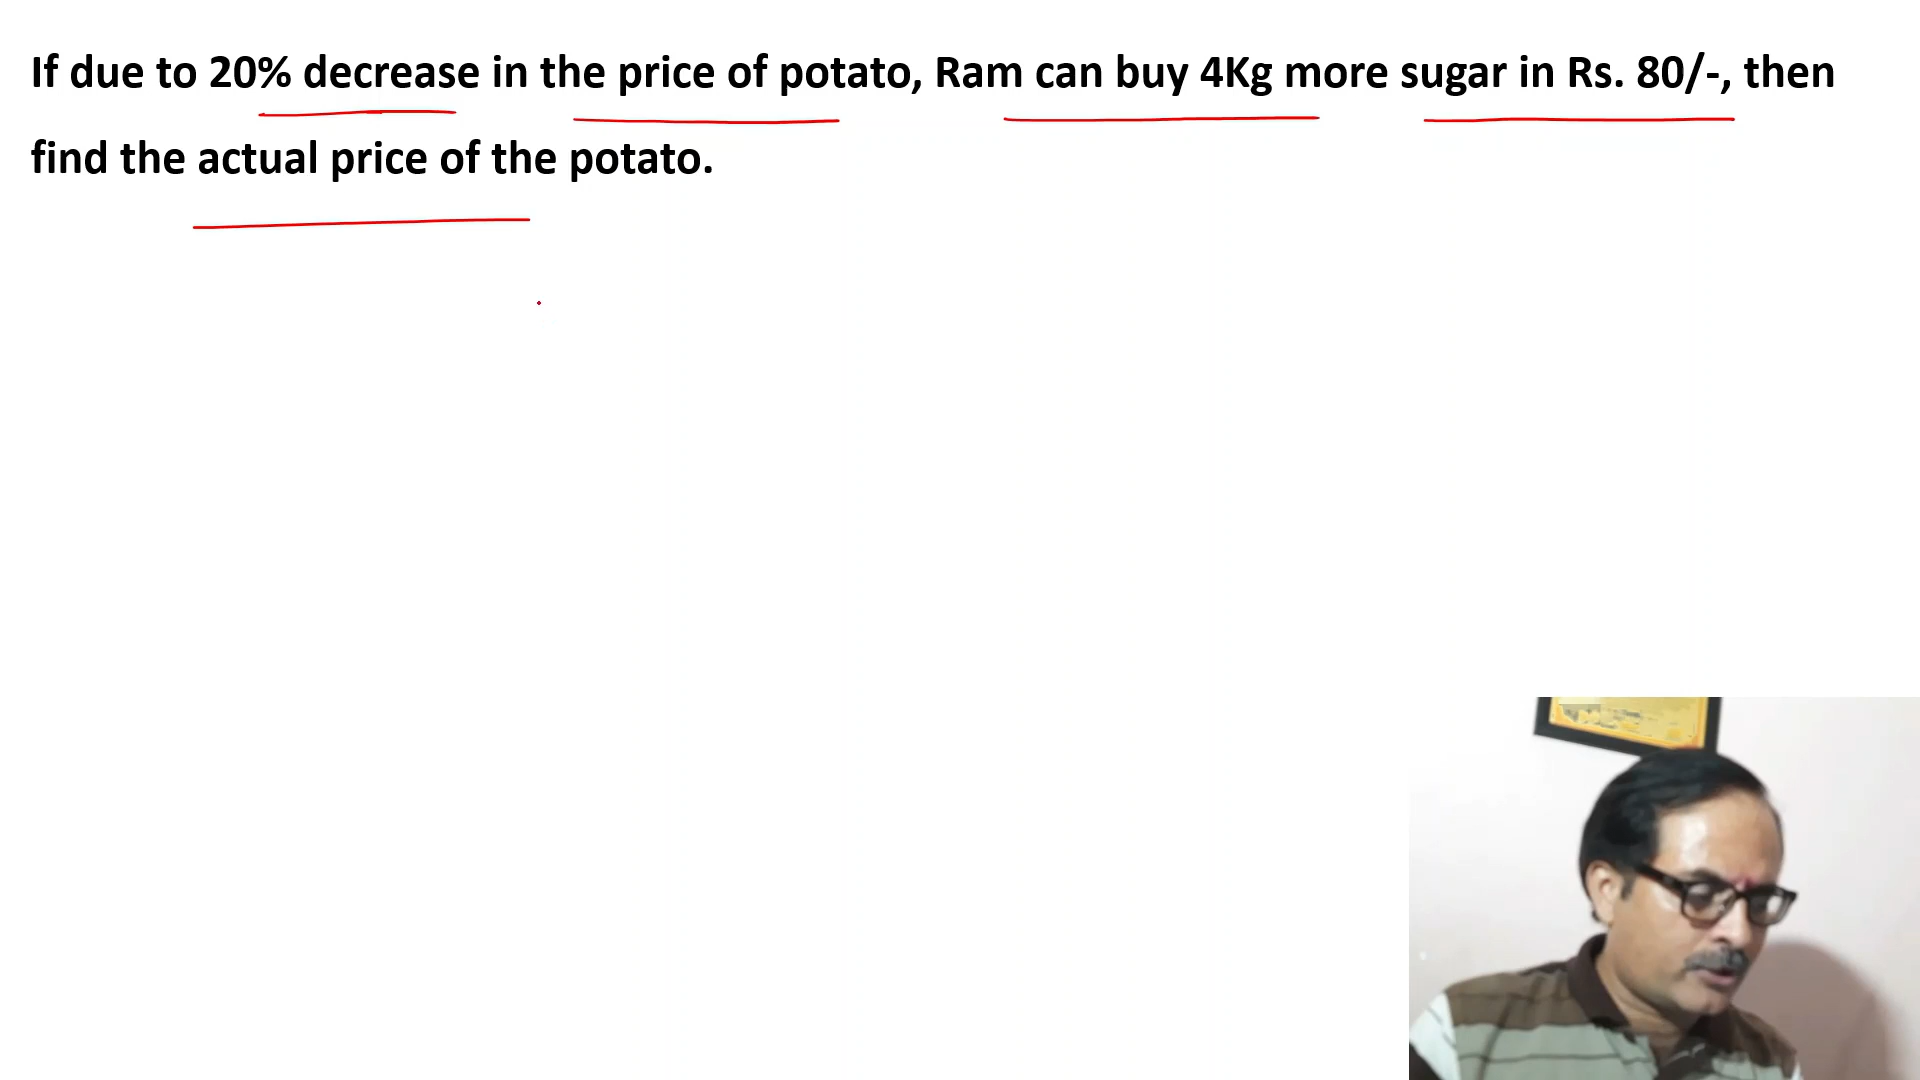 If due to 20% decrease in the price of potato, Ram can buy 4Kg more sugar in Rs. 80/-, then
find the actual price of the potato.